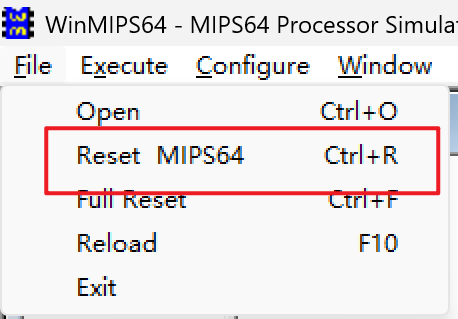 WinMIPS64 - MIPS64 Processor Simulat
File Execute Configure Window
Open Ctrl+O
Reset MIPS64 Ctrl+R
Full Reset Ctrl+F
Reload F10
Exit